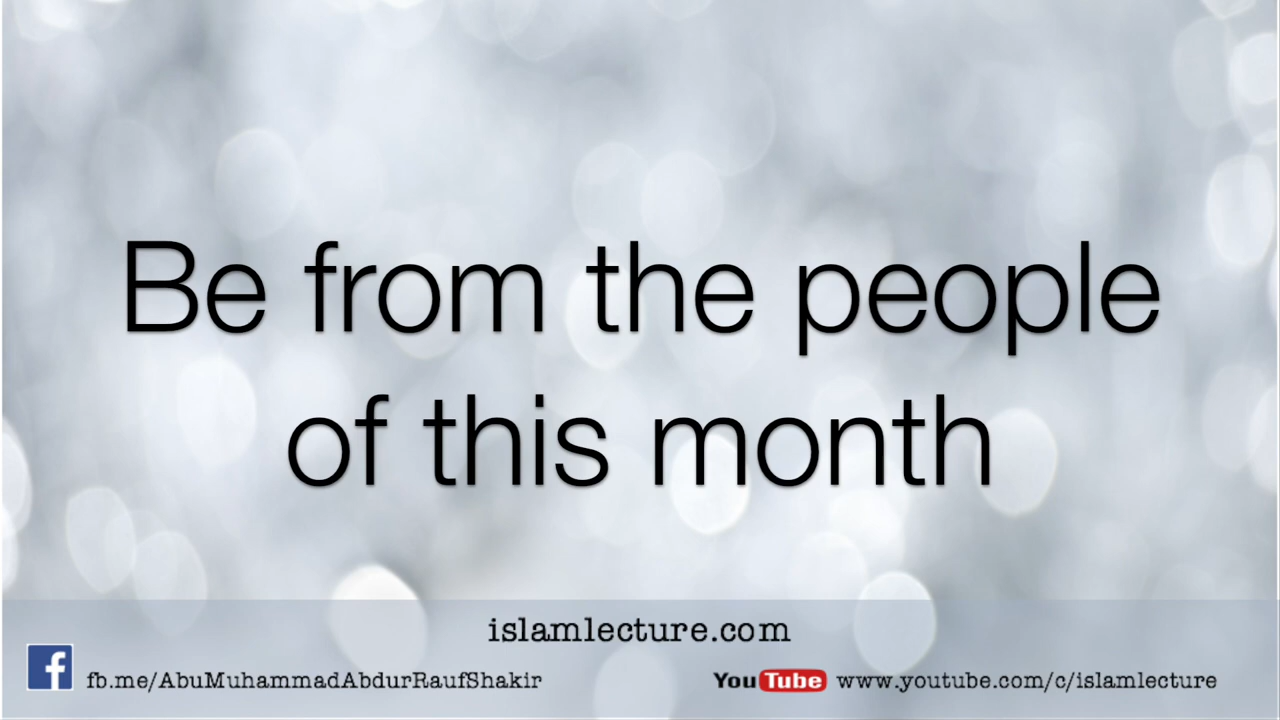 Be from the people
of this month
islamlecture.com
f fb.me/AbuMuhammadAbdurRaufShakir
YouTube www.youtube.com/c/islamlecture